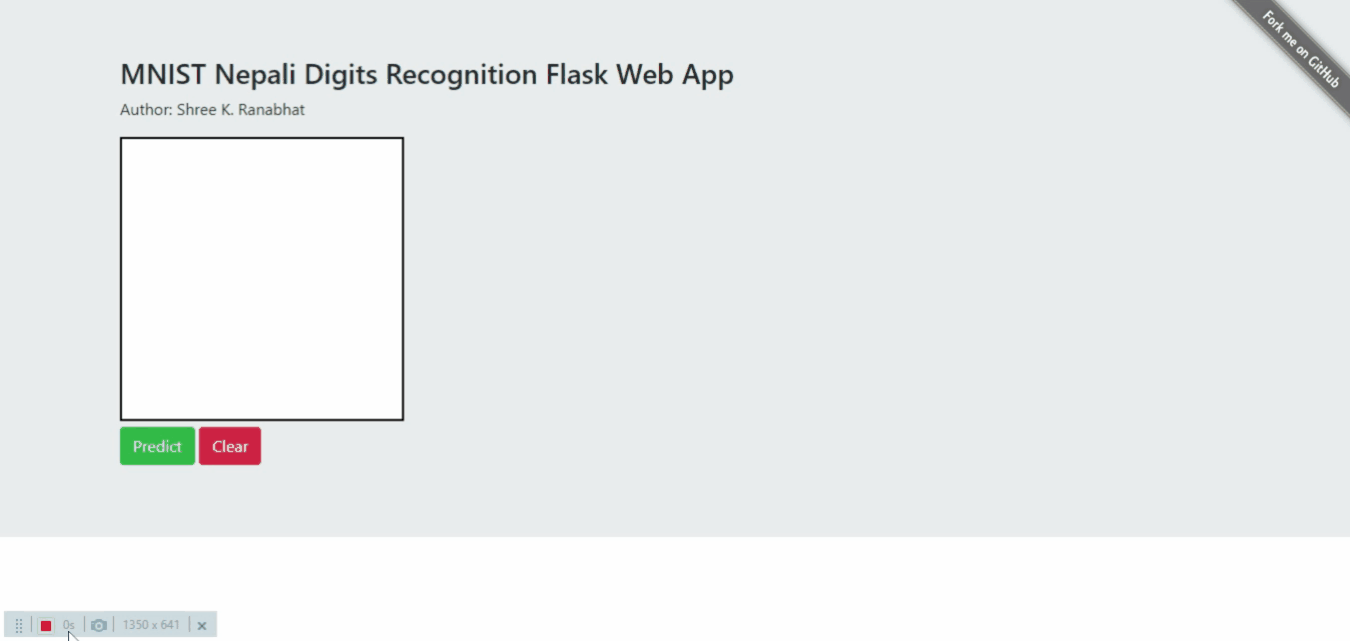 Fork me on GitHub
MNIST Nepali Digits Recognition Flask Web App
Author: Shree K. Ranabhat
Predict Clear
0s 1350 x 641